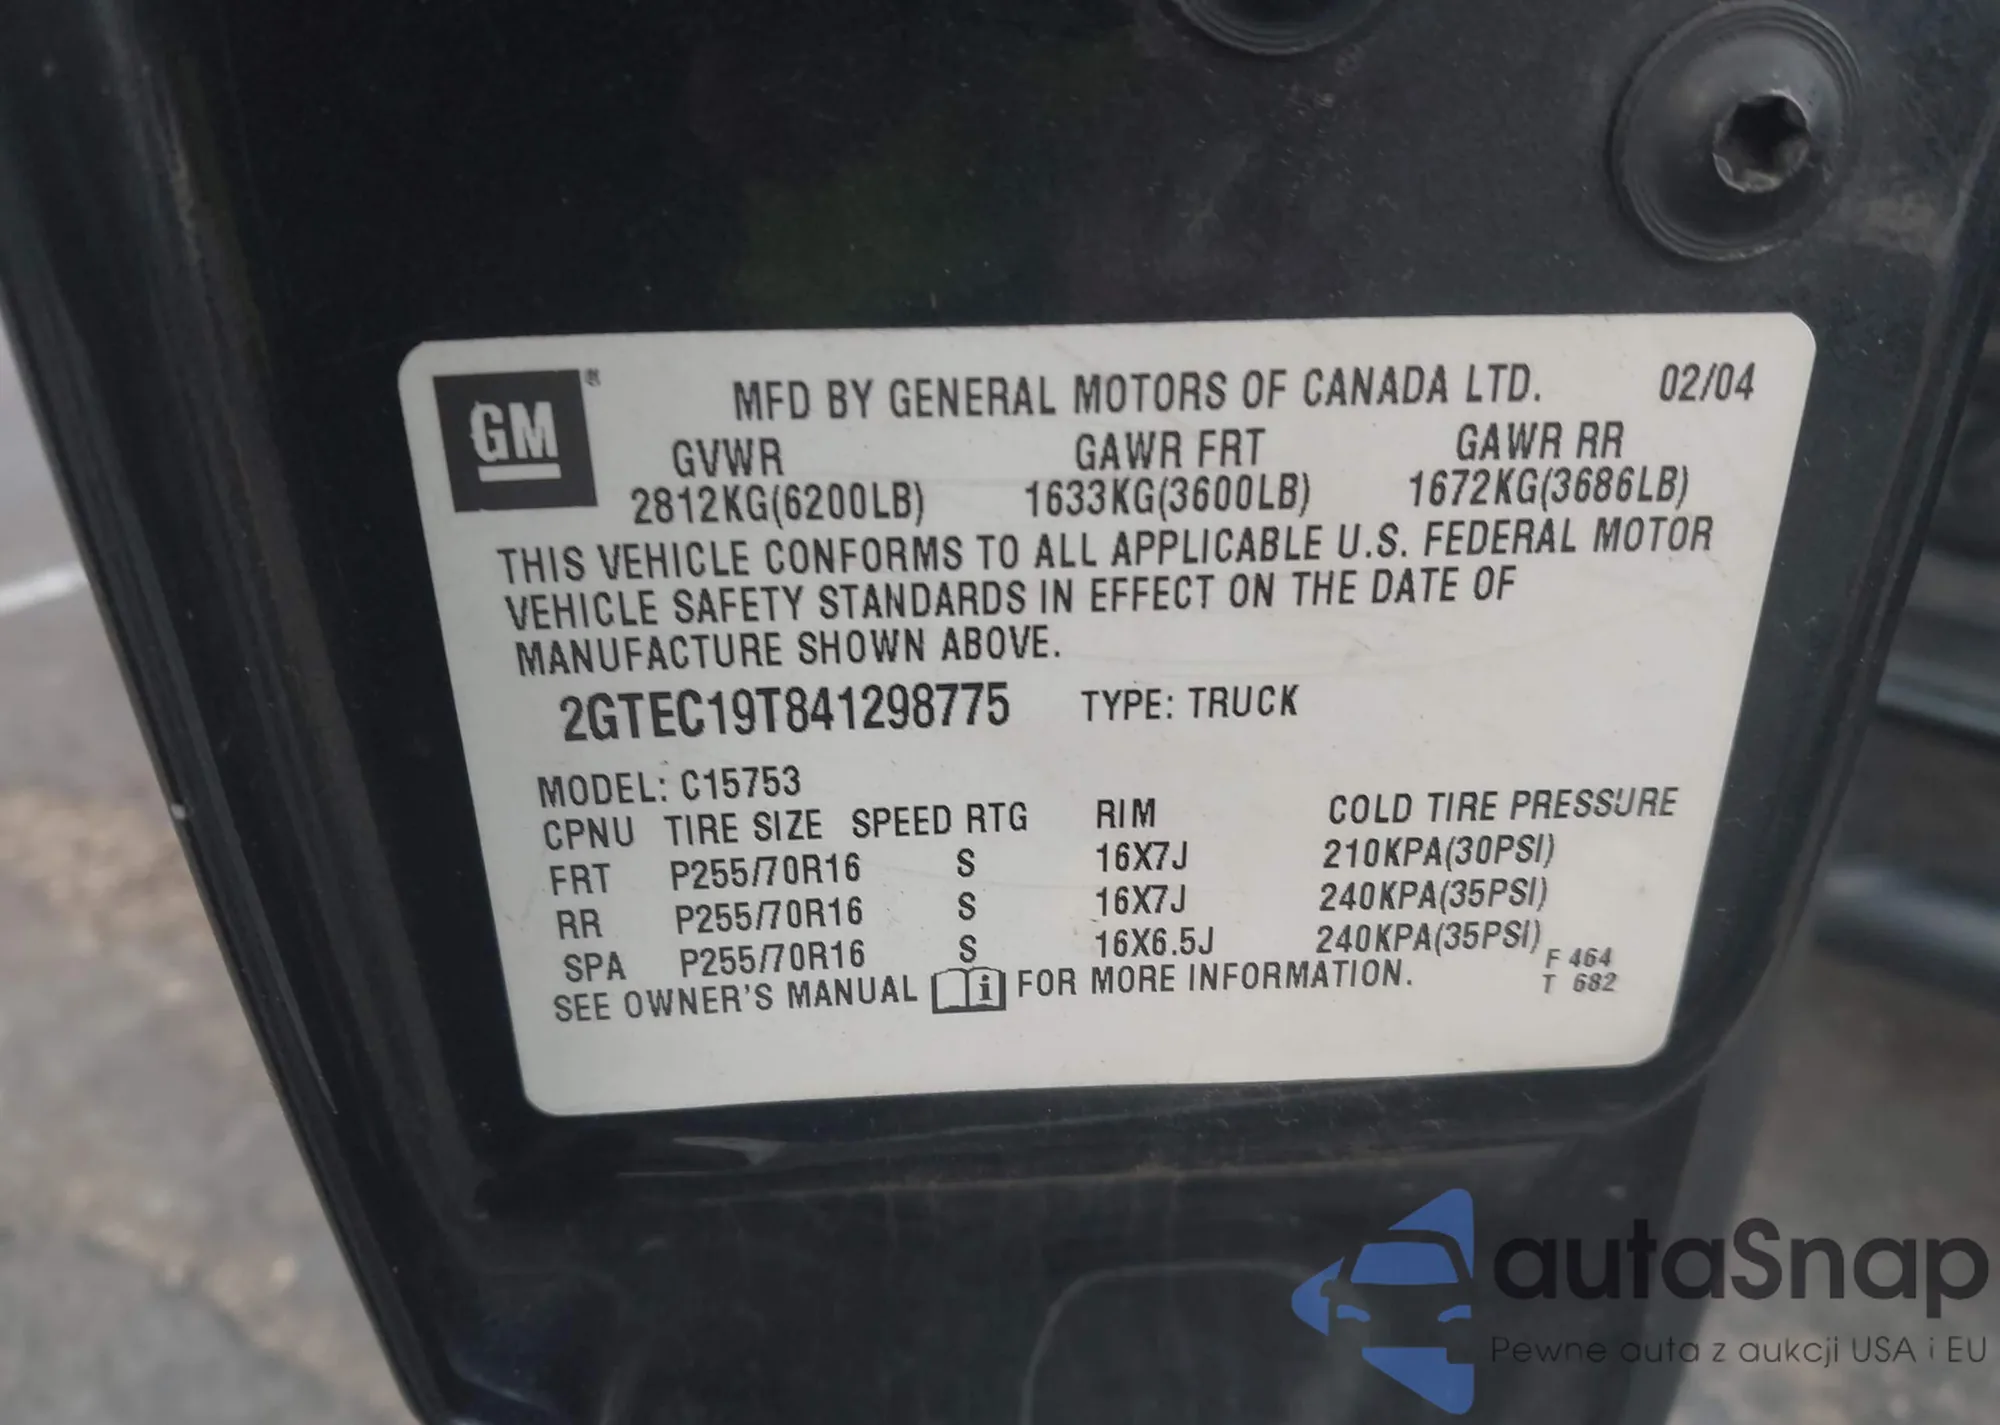 GM ® MFD BY GENERAL MOTORS OF CANADA LTD. 02/04
GVWR GAWR FRT GAWR RR
2812KG(6200LB) 1633KG(3600LB) 1672KG(3686LB)
THIS VEHICLE CONFORMS TO ALL APPLICABLE U.S. FEDERAL MOTOR
VEHICLE SAFETY STANDARDS IN EFFECT ON THE DATE OF
MANUFACTURE SHOWN ABOVE.
2GTEC19T841298775 TYPE: TRUCK
MODEL: C15753
CPNU TIRE SIZE SPEED RTG RIM COLD TIRE PRESSURE
FRT P255/70R16 S 16X7J 210KPA(30PSI)
RR P255/70R16 S 16X7J 240KPA(35PSI)
SPA P255/70R16 S 16X6.5J 240KPA(35PSI)
SEE OWNER'S MANUAL i FOR MORE INFORMATION.
F 464
T 682
autaSnap
Pewne auta z aukcji USA i EU